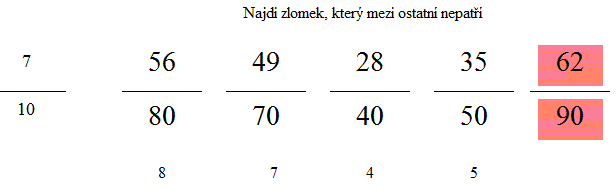 Najdi zlomek, který mezi ostatní nepatří
7 56 49 28 35 62
10 80 70 40 50 90
8 7 4 5